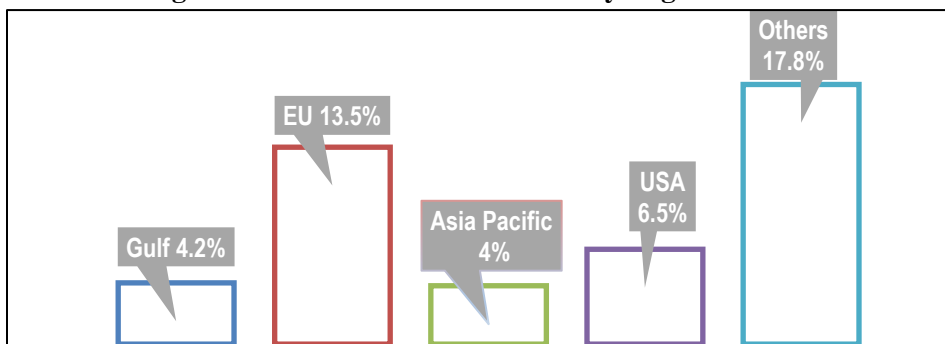 Others
17.8%
EU 13.5%
USA
6.5%
Asia Pacific
4%
Gulf 4.2%